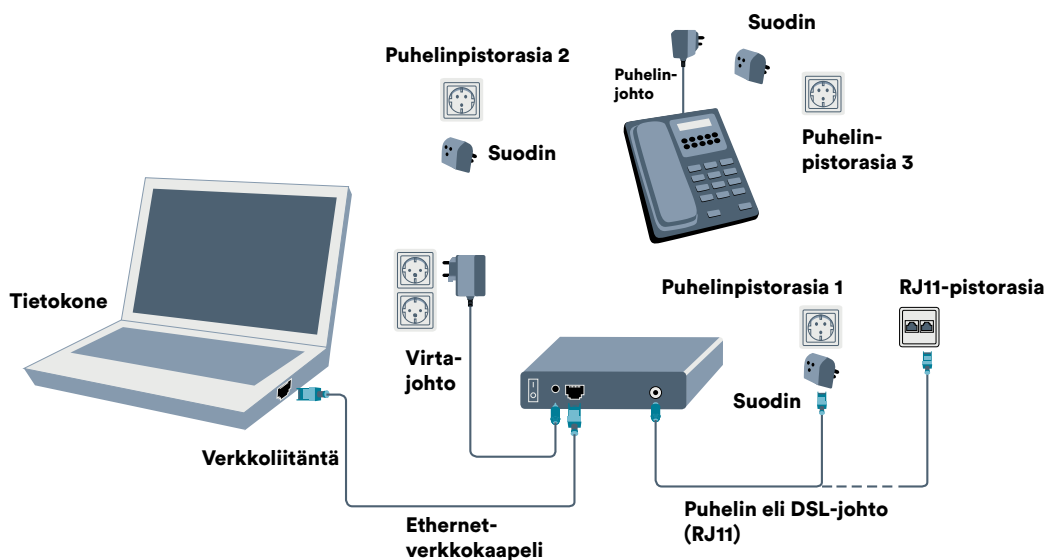 Suodin
Puhelinpistorasia 2
Puhelin-
johto
Suodin
Puhelin-
pistorasia 3
Tietokone
Puhelinpistorasia 1
RJ11-pistorasia
Virta-
johto
Suodin
Verkkoliitäntä
Puhelin eli DSL-johto
(RJ11)
Ethernet-
verkkokaapeli